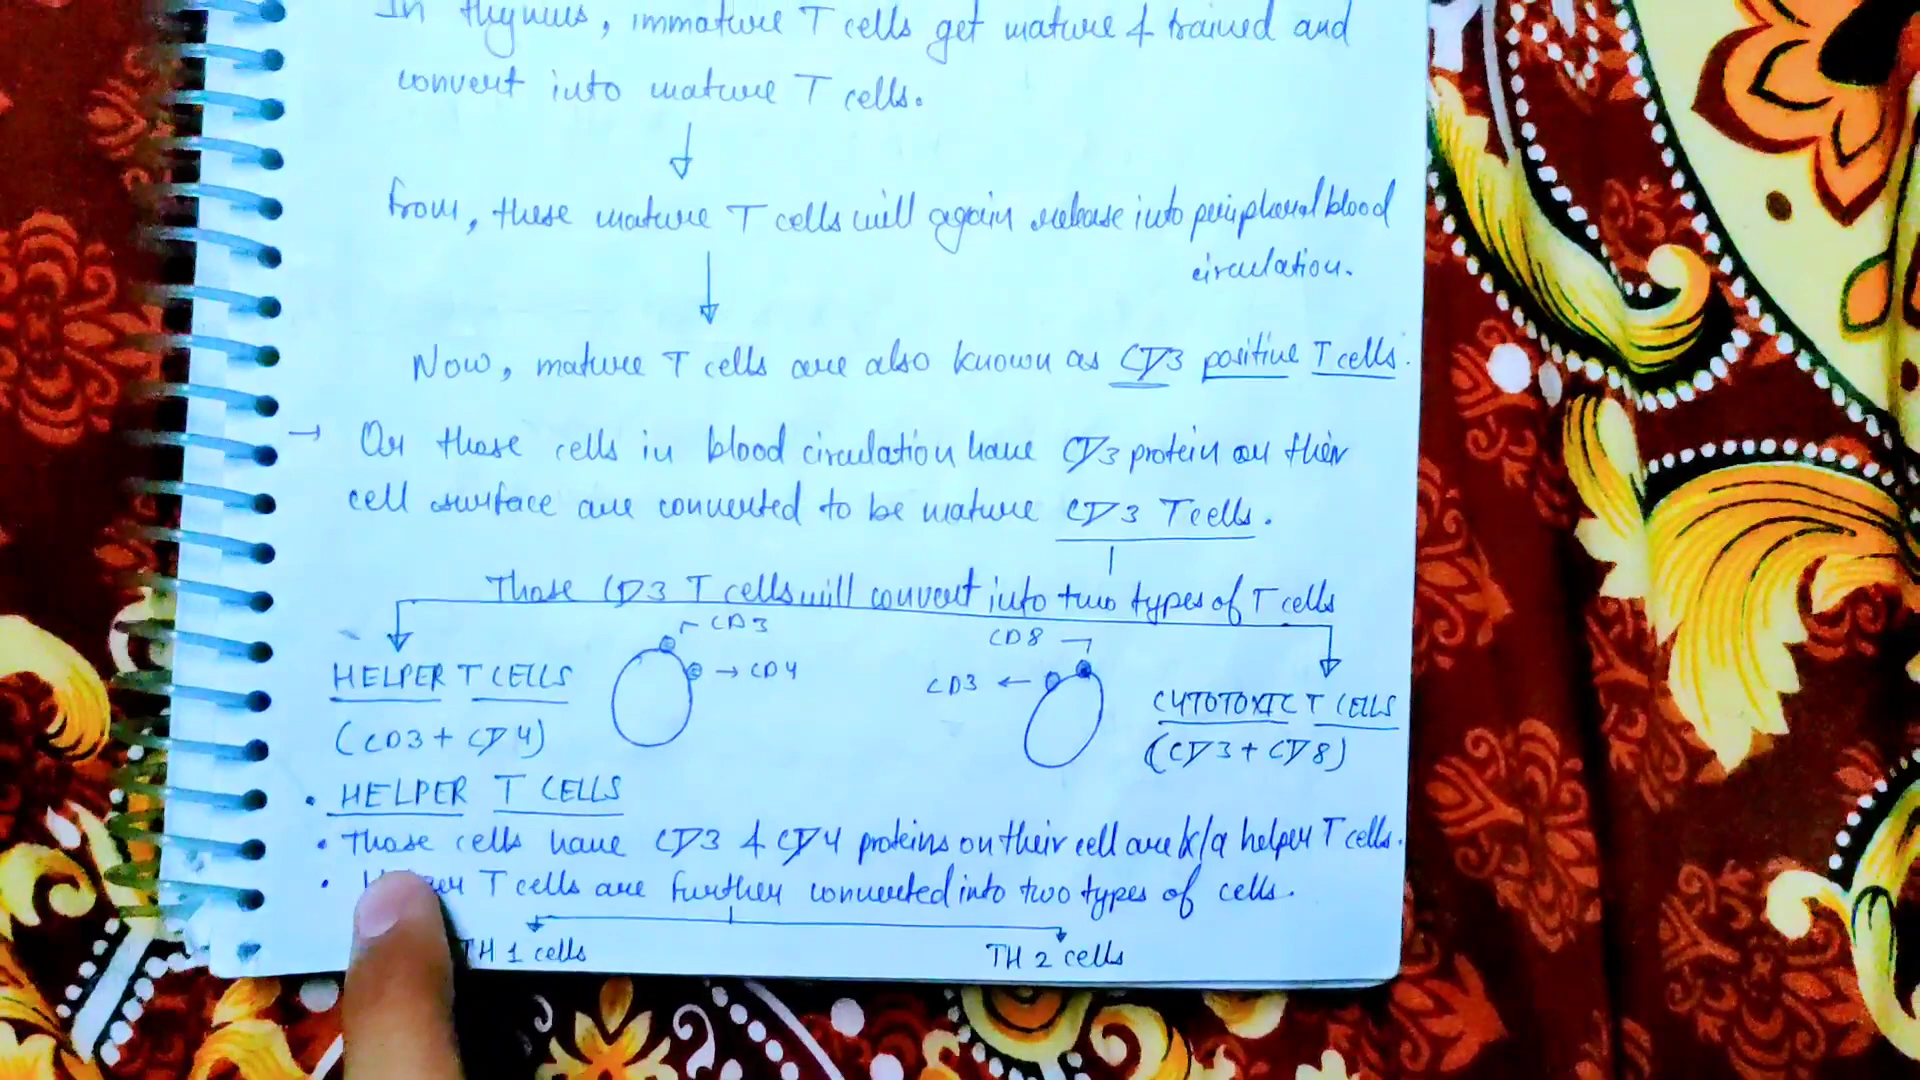 In thymus, immature T cells get mature & trained and
convert into mature T cells.
from, these mature T cells will again release into peripheral blood
circulation.
Now, mature T cells are also known as CD3 positive T cells.
→ Or those cells in blood circulation have CD3 protein on their
cell surface are converted to be mature CD3 T cells.
Those CD3 T cells will convert into two types of T cells
CD3
CD8
→ CD4
CD3 ←
HELPER T CELLS
(CD3 + CD4)
CYTOTOXIC T CELLS
(CD3 + CD8)
• HELPER T CELLS
• Those cells have CD3 & CD4 proteins on their cell are k/a helper T cells.
• T cells are further converted into two types of cells.
TH 1 cells
TH 2 cells